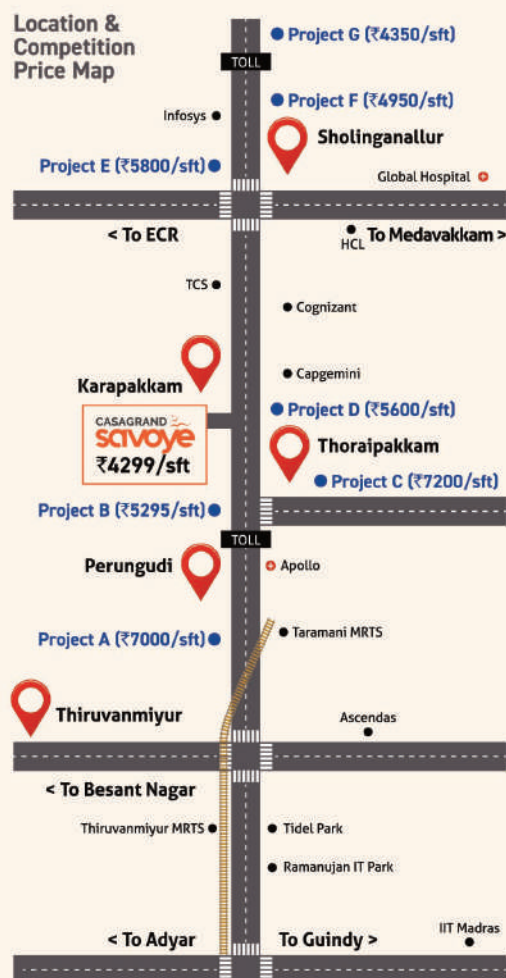 Location &
Competition
Price Map
Project G (₹4350/sft)
TOLL
Project F (₹4950/sft)
Infosys
Sholinganallur
Project E (₹5800/sft)
Global Hospital
< To ECR
HCL
To Medavakkam >
TCS
Cognizant
Karapakkam
Capgemini
CASAGRAND
savoye
₹4299/sft
Project D (₹5600/sft)
Thoraipakkam
Project C (₹7200/sft)
Project B (₹5295/sft)
TOLL
Perungudi
Apollo
Project A (₹7000/sft)
Taramani MRTS
Thiruvanmiyur
Ascendas
< To Besant Nagar
Thiruvanmiyur MRTS
Tidel Park
Ramanujan IT Park
< To Adyar
To Guindy >
IIT Madras